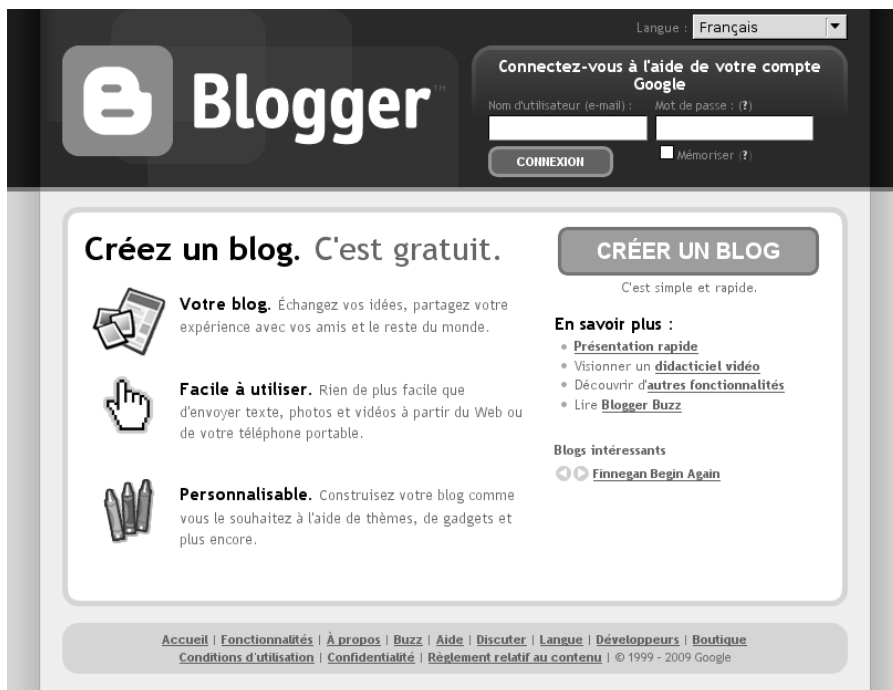 Langue : Français
Blogger™
Connectez-vous à l'aide de votre compte
Google
Nom d'utilisateur (e-mail) :
Mot de passe : (?)
CONNEXION
Mémoriser (?)
Créez un blog. C'est gratuit.
Votre blog. Échangez vos idées, partagez votre
expérience avec vos amis et le reste du monde.
Facile à utiliser. Rien de plus facile que
d'envoyer texte, photos et vidéos à partir du Web ou
de votre téléphone portable.
Personnalisable. Construisez votre blog comme
vous le souhaitez à l'aide de thèmes, de gadgets et
plus encore.
CRÉER UN BLOG
C'est simple et rapide.
En savoir plus :
• Présentation rapide
• Visionner un didacticiel vidéo
• Découvrir d'autres fonctionnalités
• Lire Blogger Buzz
Blogs intéressants
Finnegan Begin Again
Accueil | Fonctionnalités | À propos | Buzz | Aide | Discuter | Langue | Développeurs | Boutique
Conditions d'utilisation | Confidentialité | Règlement relatif au contenu | © 1999 - 2009 Google